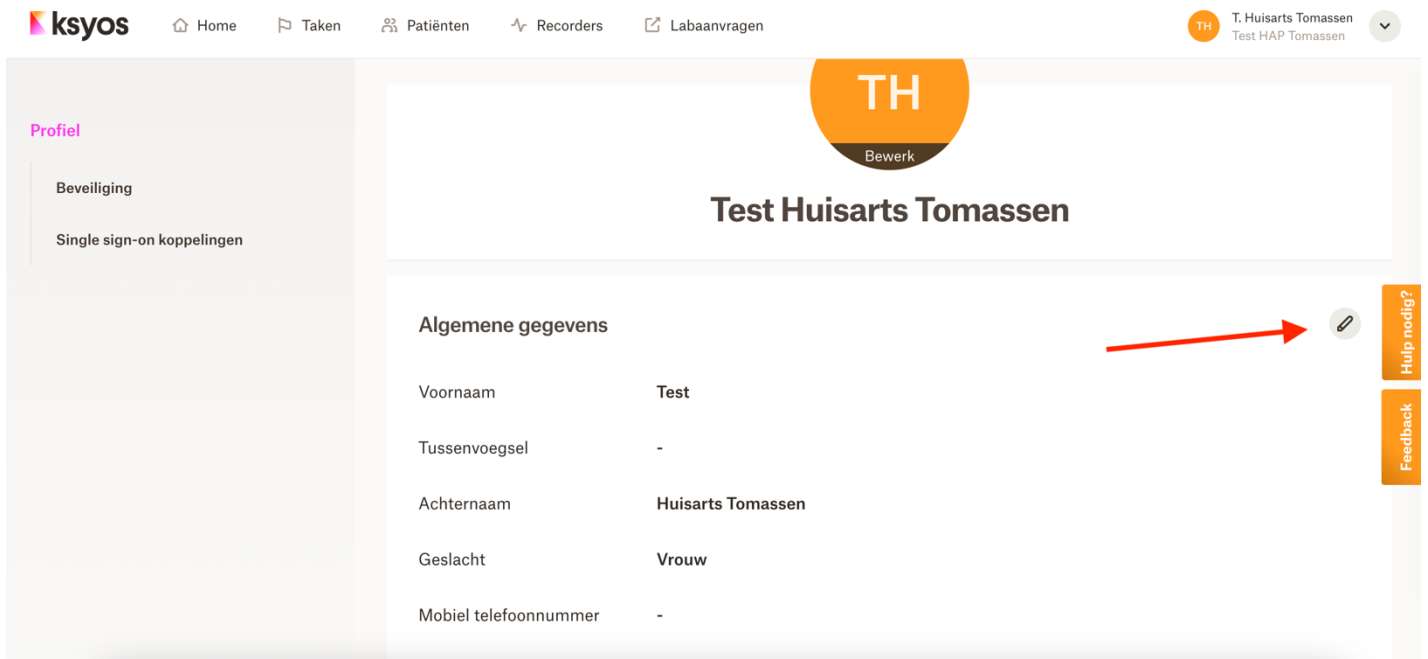 ksyos Home Taken Patiënten Recorders Labaanvragen TH T. Huisarts Tomassen
Test HAP Tomassen
Profiel
Beveiliging
Single sign-on koppelingen
TH
Bewerk
Test Huisarts Tomassen
Algemene gegevens
Voornaam Test
Tussenvoegsel -
Achternaam Huisarts Tomassen
Geslacht Vrouw
Mobiel telefoonnummer -
Hulp nodig?
Feedback